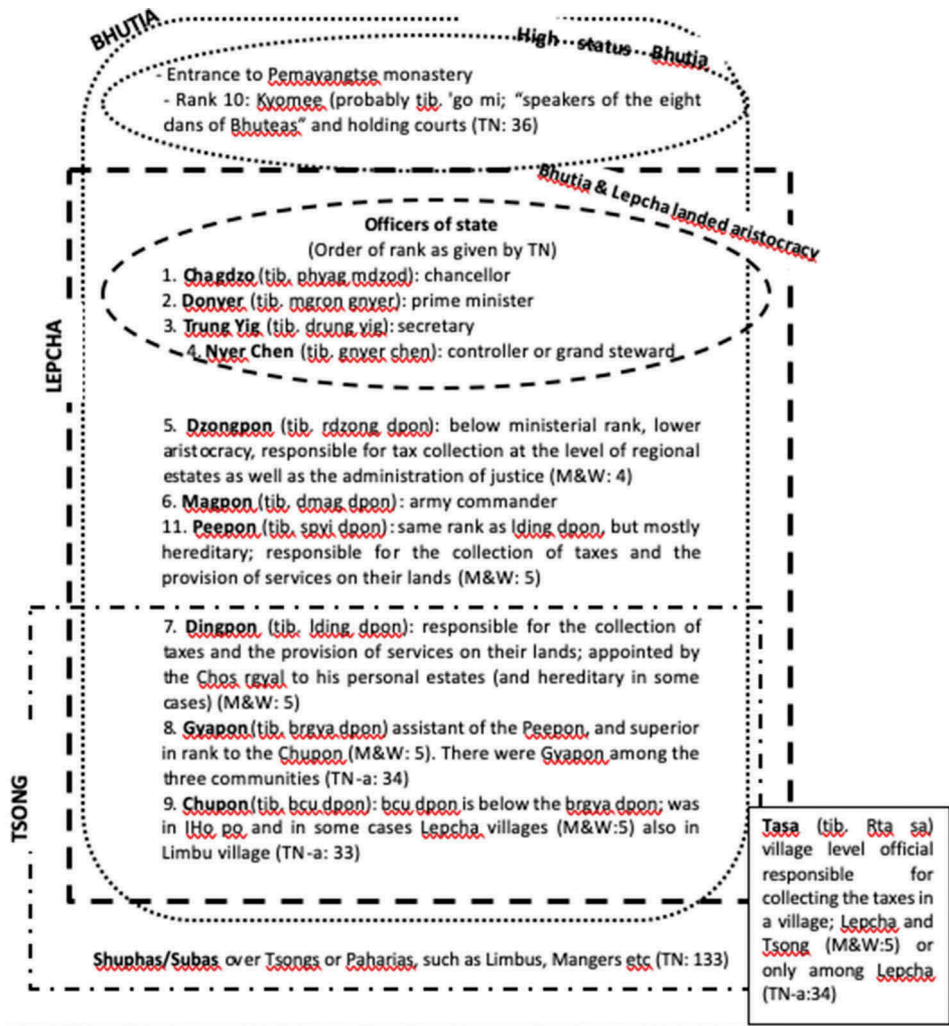 BHUTIA
High status Bhutia
- Entrance to Pemayangtse monastery
- Rank 10: Kyomee (probably tib. 'go mi; “speakers of the eight
dans of Bhuteas” and holding courts (TN: 36)
Bhutia & Lepcha landed aristocracy
Officers of state
(Order of rank as given by TN)
1. Chagdzo (tib. phyag mdzod): chancellor
2. Donyer (tib. mgron gnyer): prime minister
3. Trung Yig (tib. drung yig): secretary
4. Nyer Chen (tib. gnyer chen): controller or grand steward
LEPCHA
5. Dzongpon (tib. rdzong dpon): below ministerial rank, lower
aristocracy, responsible for tax collection at the level of regional
estates as well as the administration of justice (M&W: 4)
6. Magpon (tib. dmag dpon): army commander
11. Peepon (tib. spyi dpon): same rank as lding dpon, but mostly
hereditary; responsible for the collection of taxes and the
provision of services on their lands (M&W: 5)
7. Dingpon (tib. lding dpon): responsible for the collection of
taxes and the provision of services on their lands; appointed by
the Chos rgyal to his personal estates (and hereditary in some
cases) (M&W: 5)
8. Gyapon (tib. brgya dpon) assistant of the Peepon, and superior
in rank to the Chupon (M&W: 5). There were Gyapon among the
three communities (TN-a: 34)
9. Chupon (tib. bcu dpon): bcu dpon is below the brgya dpon; was
in lHo po and in some cases Lepcha villages (M&W:5) also in
Limbu village (TN-a: 33)
TSONG
Shuphas/Subas over Tsongs or Paharias, such as Limbus, Mangers etc (TN: 133)
Tasa (tib. Rta sa)
village level official
responsible for
collecting the taxes in
a village; Lepcha and
Tsong (M&W:5) or
only among Lepcha
(TN-a:34)